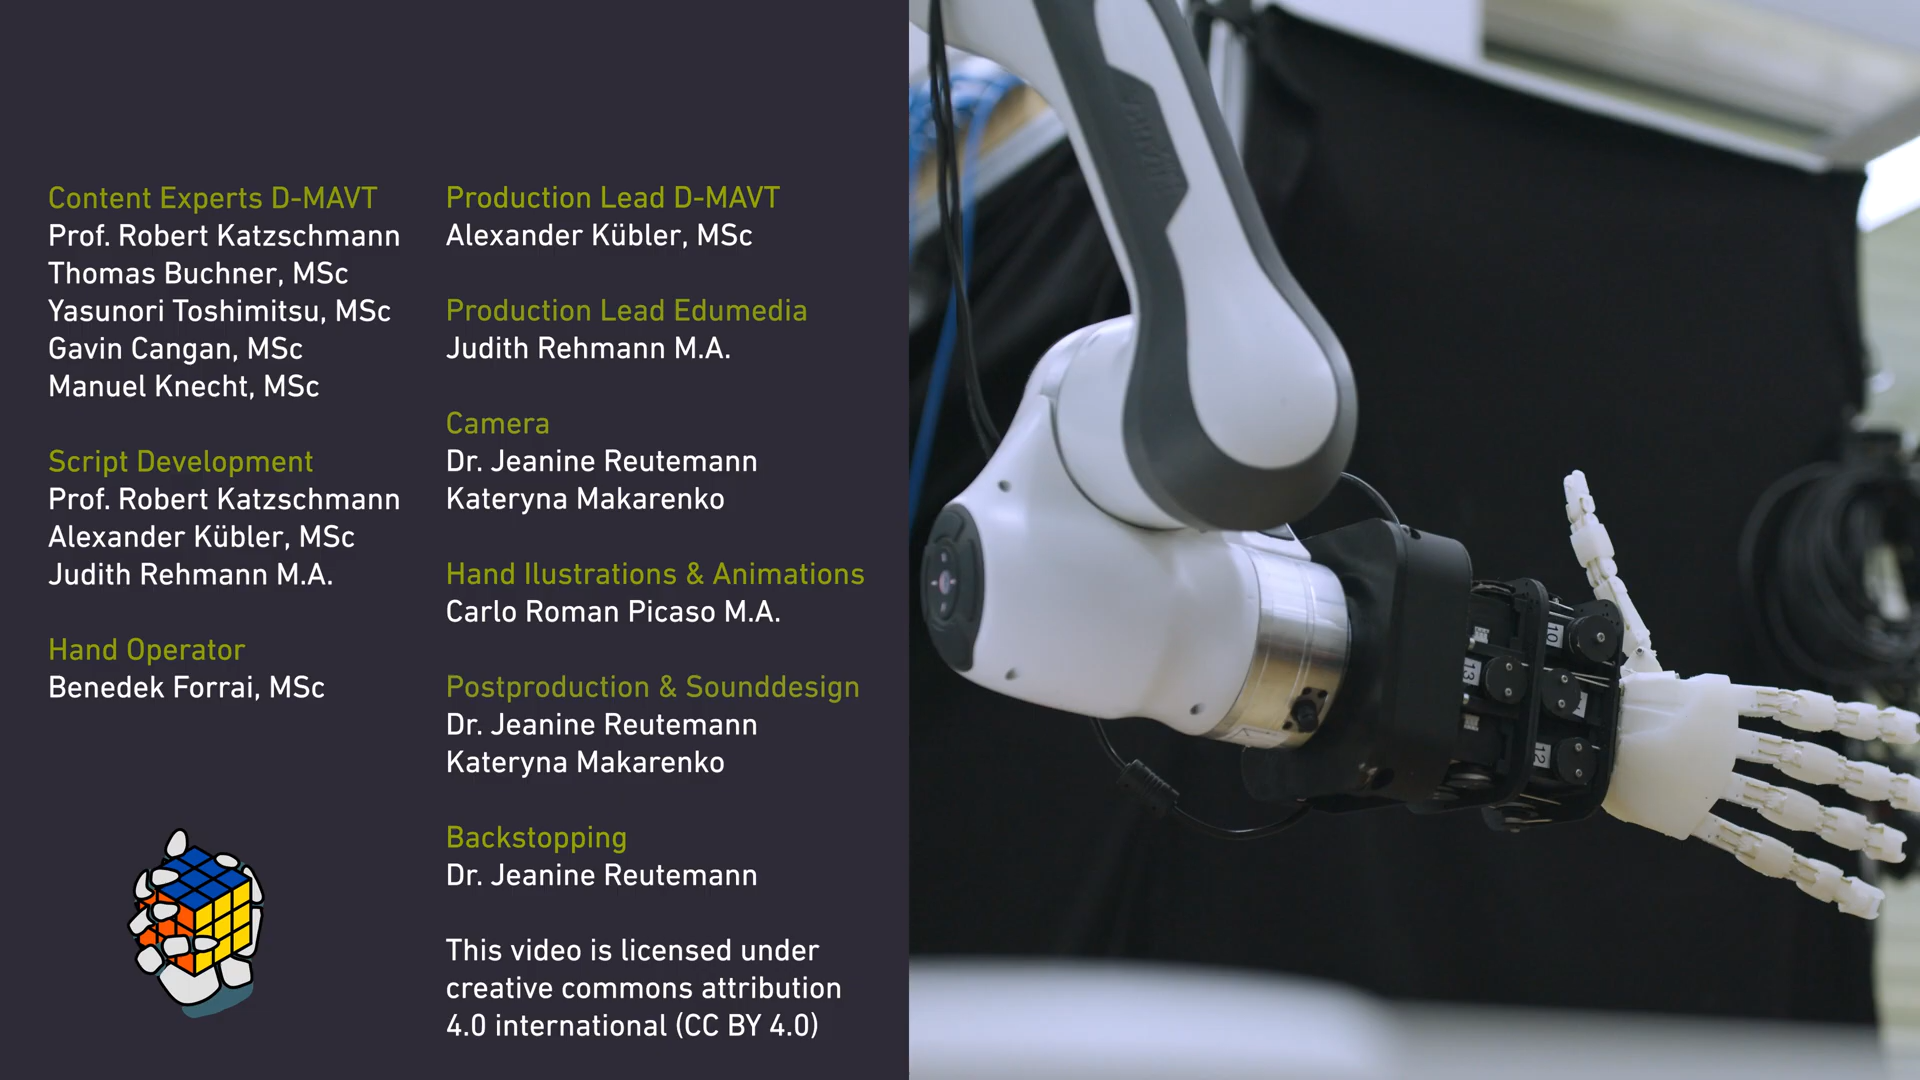 Content Experts D-MAVT
Prof. Robert Katzschmann
Thomas Buchner, MSc
Yasunori Toshimitsu, MSc
Gavin Cangan, MSc
Manuel Knecht, MSc
Script Development
Prof. Robert Katzschmann
Alexander Kübler, MSc
Judith Rehmann M.A.
Hand Operator
Benedek Forrai, MSc
Production Lead D-MAVT
Alexander Kübler, MSc
Production Lead Edumedia
Judith Rehmann M.A.
Camera
Dr. Jeanine Reutemann
Kateryna Makarenko
Hand Ilustrations & Animations
Carlo Roman Picaso M.A.
Postproduction & Sounddesign
Dr. Jeanine Reutemann
Kateryna Makarenko
Backstopping
Dr. Jeanine Reutemann
This video is licensed under
creative commons attribution
4.0 international (CC BY 4.0)
10
13
12